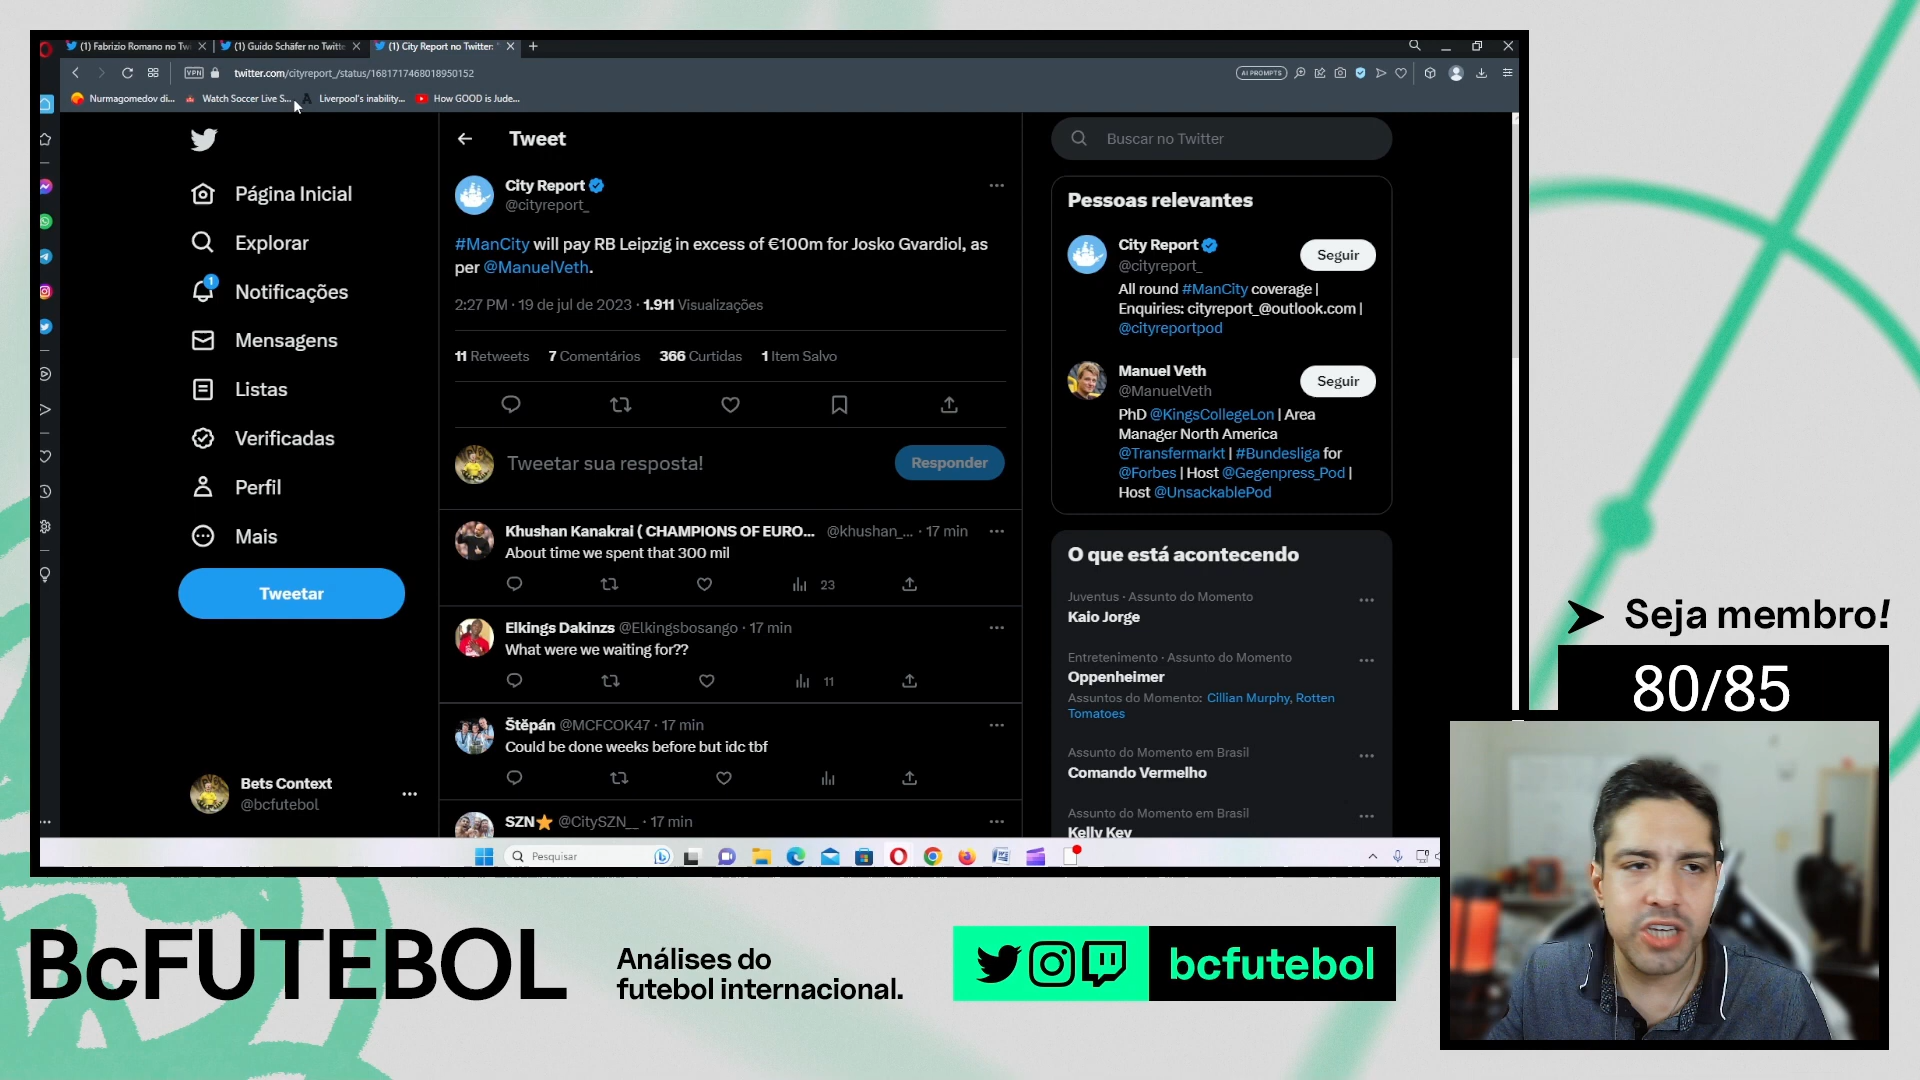 (1) Fabrizio Romano no Twi
(1) Guido Schäfer no Twitte
(1) City Report no Twitter: "
VPN
twitter.com/cityreport_/status/1681717468018950152
AI PROMPTS
Nurmagomedov di...
Watch Soccer Live S...
Liverpool's inability...
How GOOD is Jude...
Página Inicial
Explorar
1
Notificações
Mensagens
Listas
Verificadas
Perfil
Mais
Tweetar
Bets Context
@bcfutebol
Tweet
City Report
@cityreport_
#ManCity will pay RB Leipzig in excess of €100m for Josko Gvardiol, as
per @ManuelVeth.
2:27 PM · 19 de jul de 2023 · 1.911 Visualizações
11 Retweets 7 Comentários 366 Curtidas 1 Item Salvo
Tweetar sua resposta!
Responder
Khushan Kanakrai ( CHAMPIONS OF EURO... @khushan_... · 17 min
About time we spent that 300 mil
23
Elkings Dakinzs @Elkingsbosango · 17 min
What were we waiting for??
11
Štěpán @MCFCOK47 · 17 min
Could be done weeks before but idc tbf
SZN⭐ @CitySZN__ · 17 min
Buscar no Twitter
Pessoas relevantes
City Report
@cityreport_
Seguir
All round #ManCity coverage |
Enquiries: cityreport_@outlook.com |
@cityreportpod
Manuel Veth
@ManuelVeth
Seguir
PhD @KingsCollegeLon | Area
Manager North America
@Transfermarkt | #Bundesliga for
@Forbes | Host @Gegenpress_Pod |
Host @UnsackablePod
O que está acontecendo
Juventus · Assunto do Momento
Kaio Jorge
Entretenimento · Assunto do Momento
Oppenheimer
Assuntos do Momento: Cillian Murphy, Rotten
Tomatoes
Assunto do Momento em Brasil
Comando Vermelho
Assunto do Momento em Brasil
Kelly Key
Pesquisar
Seja membro!
80/85
BcFUTEBOL
Análises do
futebol internacional.
bcfutebol